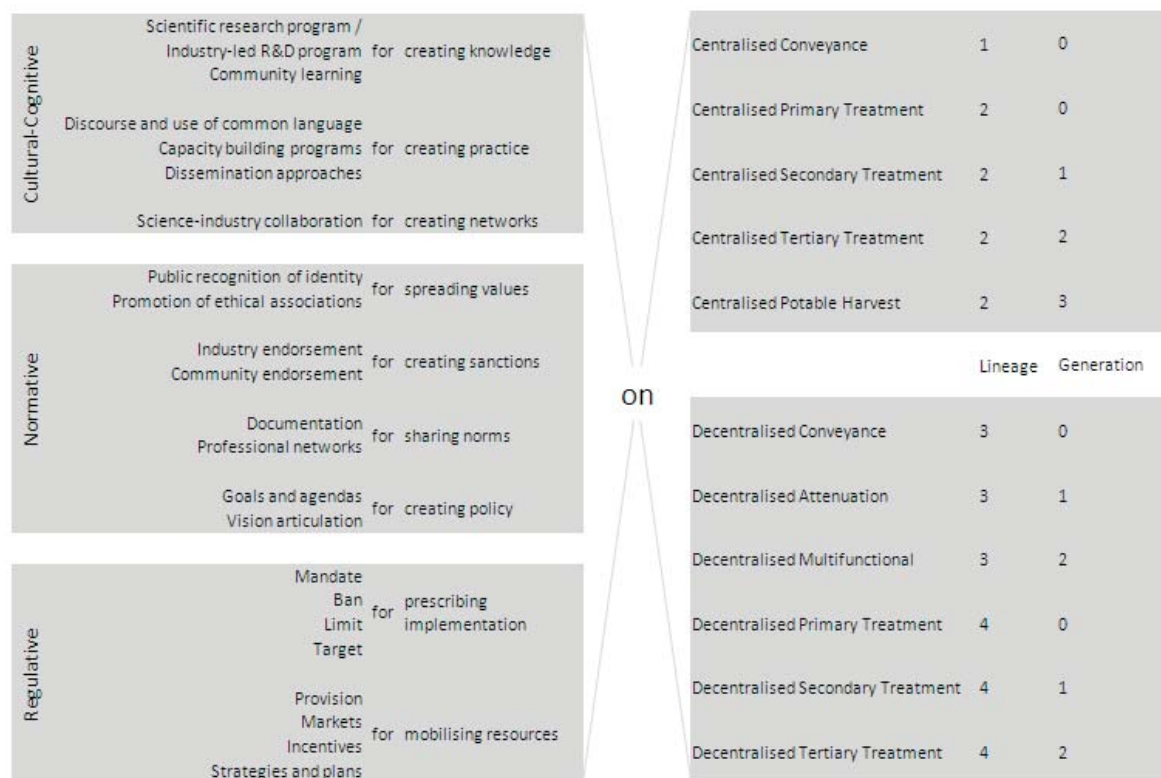 Cultural-Cognitive
Scientific research program /
Industry-led R&D program for creating knowledge
Community learning
Discourse and use of common language
Capacity building programs for creating practice
Dissemination approaches
Science-industry collaboration for creating networks
Normative
Public recognition of identity
Promotion of ethical associations
for spreading values
Industry endorsement
Community endorsement
for creating sanctions
Documentation
Professional networks
for sharing norms
Goals and agendas
Vision articulation
for creating policy
Regulative
Mandate
Ban
Limit
Target
for prescribing
implementation
Provision
Markets
Incentives
Strategies and plans
for mobilising resources
on
Centralised Conveyance 1 0
Centralised Primary Treatment 2 0
Centralised Secondary Treatment 2 1
Centralised Tertiary Treatment 2 2
Centralised Potable Harvest 2 3
Lineage Generation
Decentralised Conveyance 3 0
Decentralised Attenuation 3 1
Decentralised Multifunctional 3 2
Decentralised Primary Treatment 4 0
Decentralised Secondary Treatment 4 1
Decentralised Tertiary Treatment 4 2